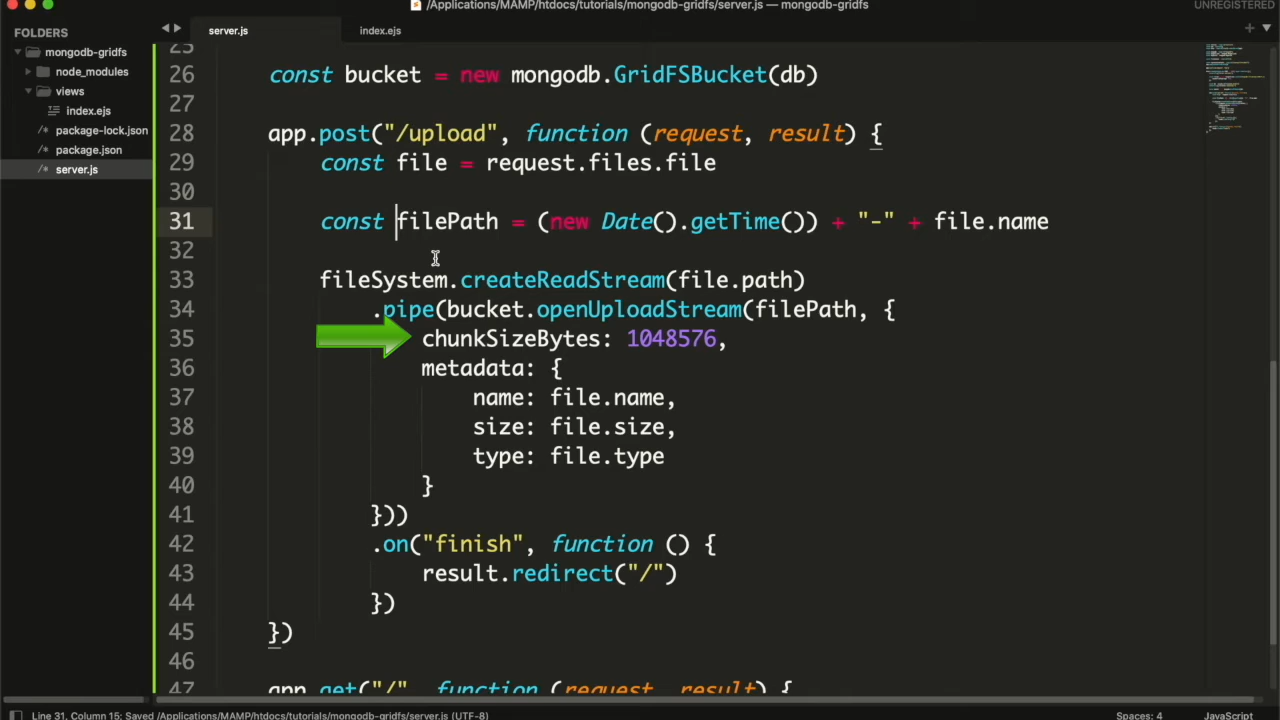 /Applications/MAMP/htdocs/tutorials/mongodb-gridfs/server.js — mongodb-gridfs
UNREGISTERED
FOLDERS
mongodb-gridfs
node_modules
views
index.ejs
package-lock.json
package.json
server.js
server.js
index.ejs
25
26 const bucket = new mongodb.GridFSBucket(db)
27
28 app.post("/upload", function (request, result) {
29 const file = request.files.file
30
31 const filePath = (new Date().getTime()) + "-" + file.name
32
33 fileSystem.createReadStream(file.path)
34 .pipe(bucket.openUploadStream(filePath, {
35 chunkSizeBytes: 1048576,
36 metadata: {
37 name: file.name,
38 size: file.size,
39 type: file.type
40 }
41 }))
42 .on("finish", function () {
43 result.redirect("/")
44 })
45 })
46
47 app.get("/", function (request, result) {
Line 31, Column 15; Saved /Applications/MAMP/htdocs/tutorials/mongodb-gridfs/server.js (UTF-8)
Spaces: 4
JavaScript